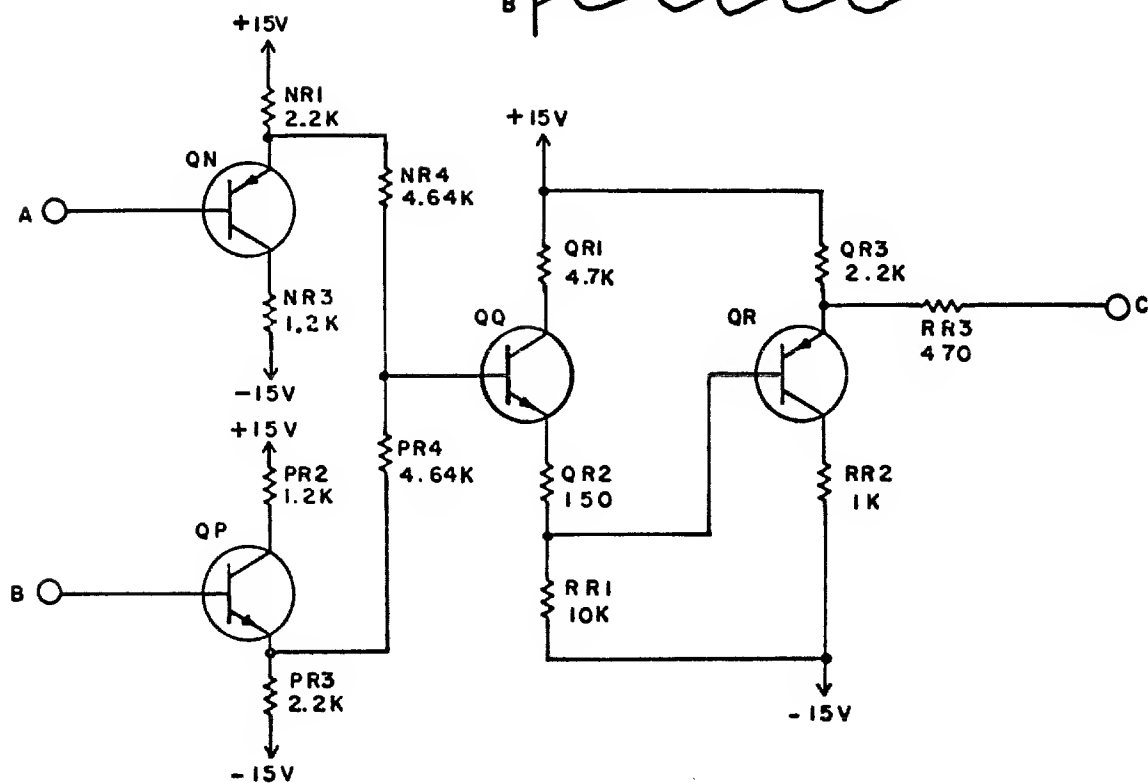 B
+15V
NR1
2.2K
QN
NR4
4.64K
A
NR3
1.2K
-15V
+15V
PR2
1.2K
PR4
4.64K
QP
B
PR3
2.2K
-15V
+15V
QR1
4.7K
QR3
2.2K
QQ
QR
C
RR3
470
QR2
150
RR2
1K
RR1
10K
-15V